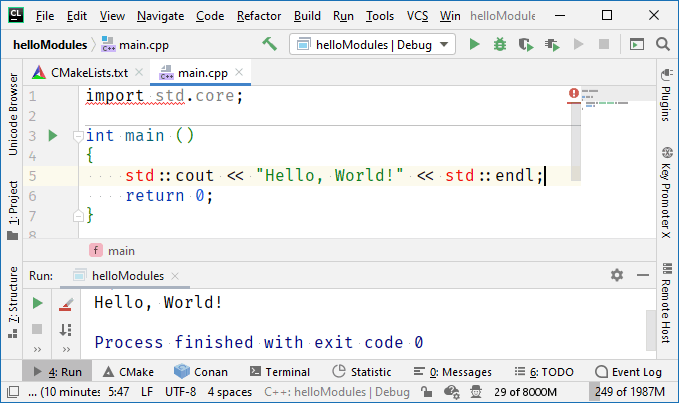 CL File Edit Navigate Code Refactor Build Run Tools VCS Win helloModules
helloModules main.cpp helloModules | Debug
CMakeLists.txt main.cpp
1 import std.core;
2
3 int main ()
4 {
5 std::cout << "Hello, World!" << std::endl;
6 return 0;
7 }
8
Unicode Browser
1: Project
7: Structure
Plugins
Key Promoter X
Remote Host
f main
Run: helloModules
Hello, World!
Process finished with exit code 0
4: Run CMake Conan Terminal Statistic 0: Messages 6: TODO Event Log
... (10 minutes 5:47 LF UTF-8 4 spaces C++: helloModules | Debug 29 of 8000M 249 of 1987M